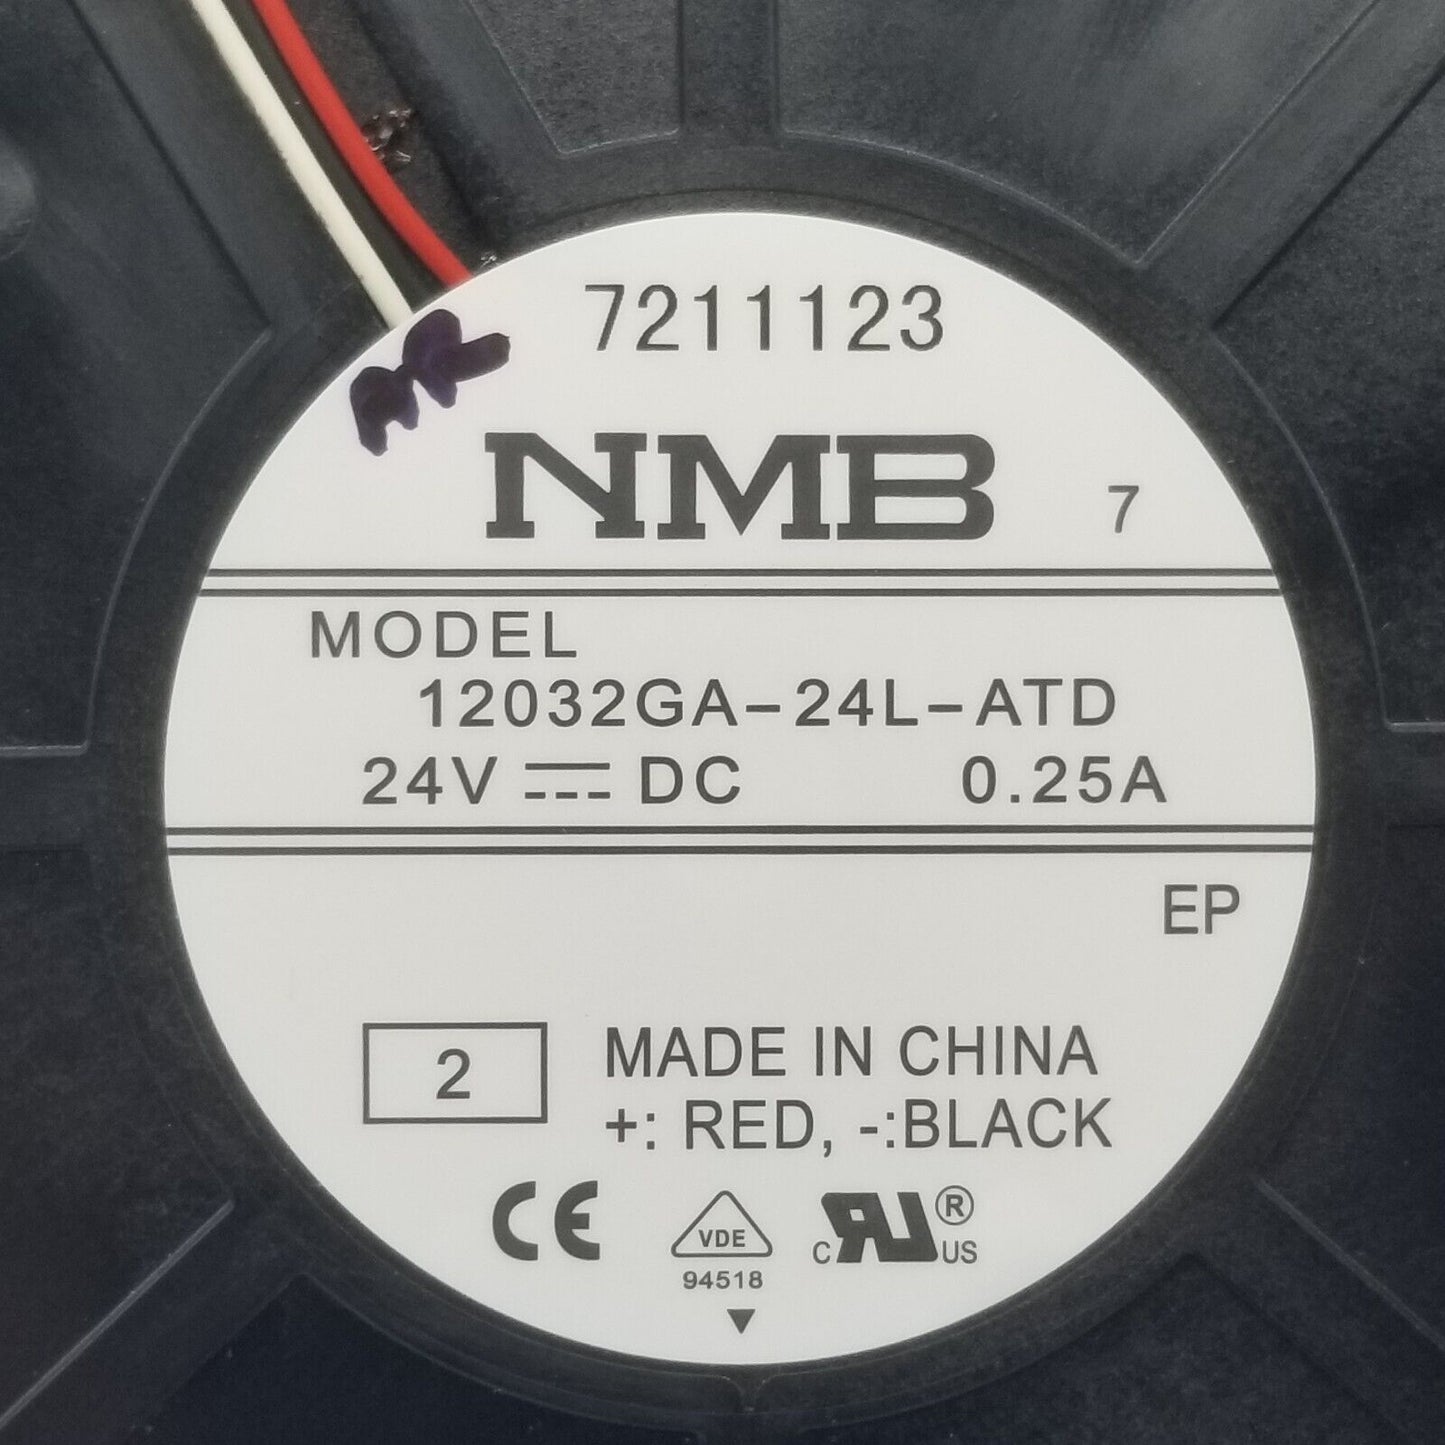 7211123
NMB 7
MODEL
12032GA-24L-ATD
24V DC 0.25A
EP
2 MADE IN CHINA
+: RED, -:BLACK
CE VDE C RU ® US
94518